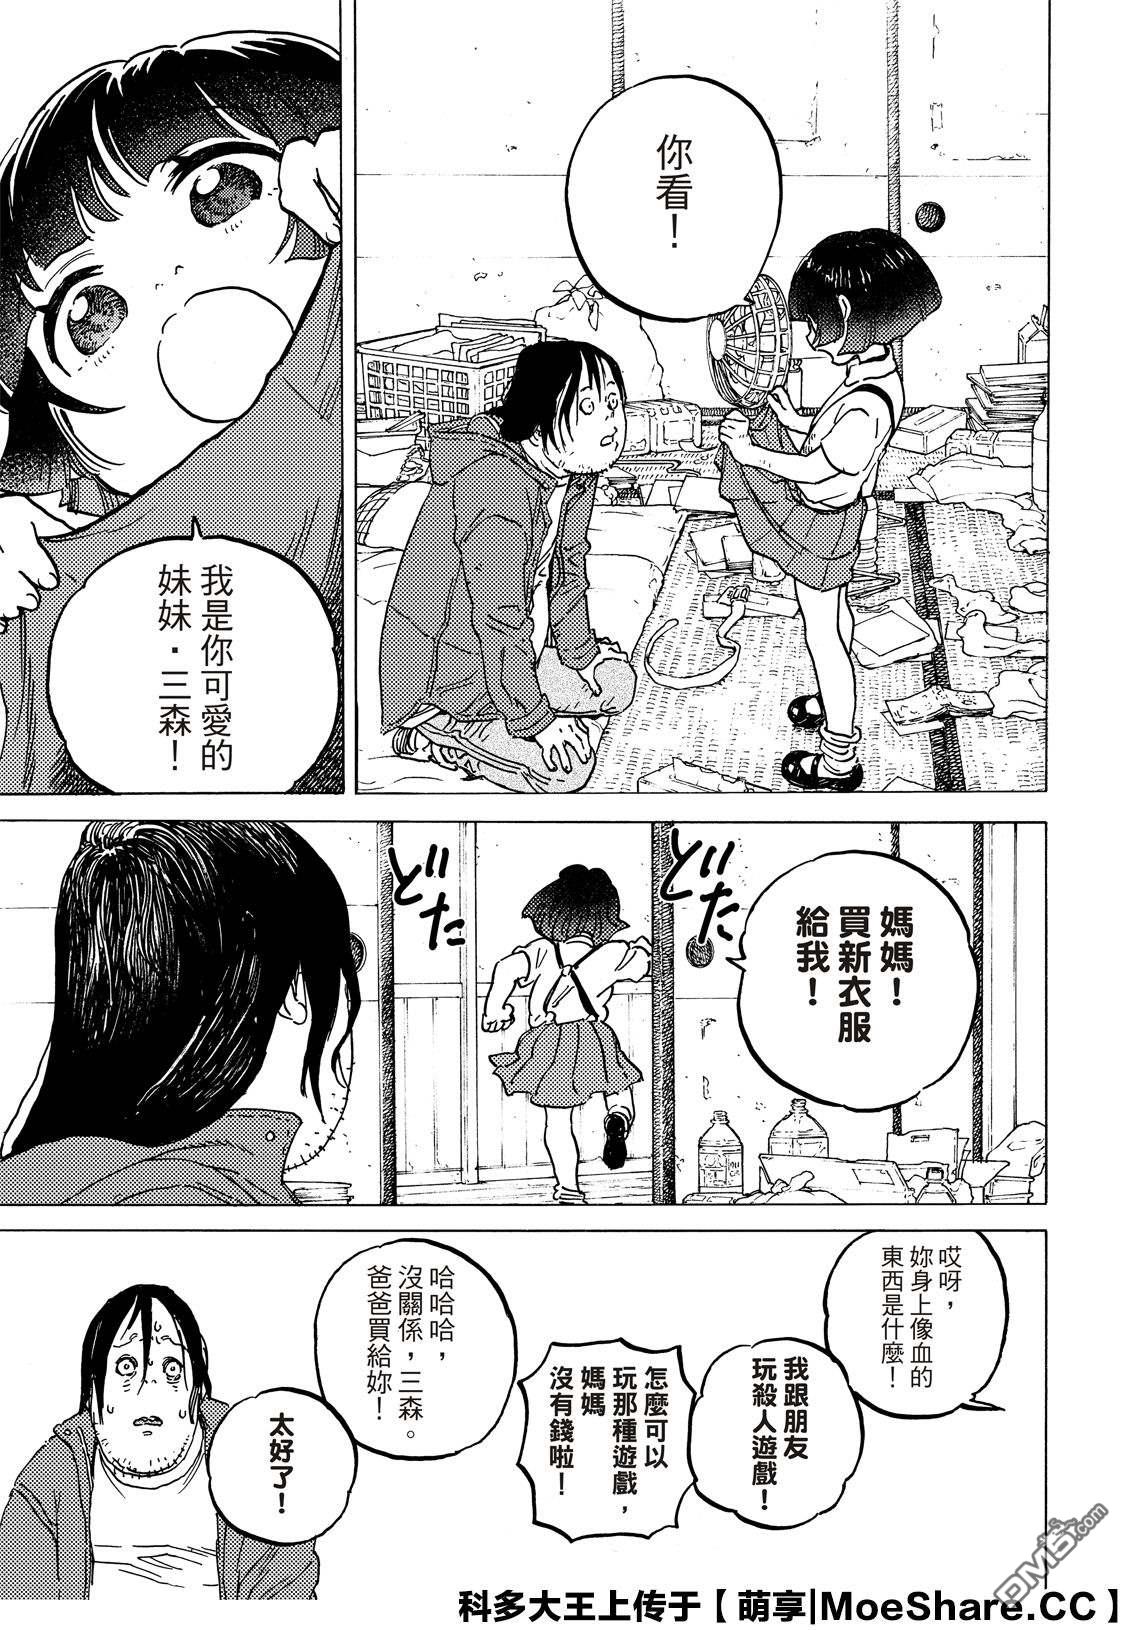 你看！
我是你可愛的
妹妹·三森！
媽媽！
買新衣服
給我！
どた
どた
哎呀，
妳身上像血的
東西是什麼！
我跟朋友
玩殺人遊戲！
怎麼可以
玩那種遊戲，
媽媽
沒有錢啦！
哈哈哈，
沒關係，三森。
爸爸買給妳！
太好了！
DM5.com
科多大王上传于【萌享|MoeShare.CC】